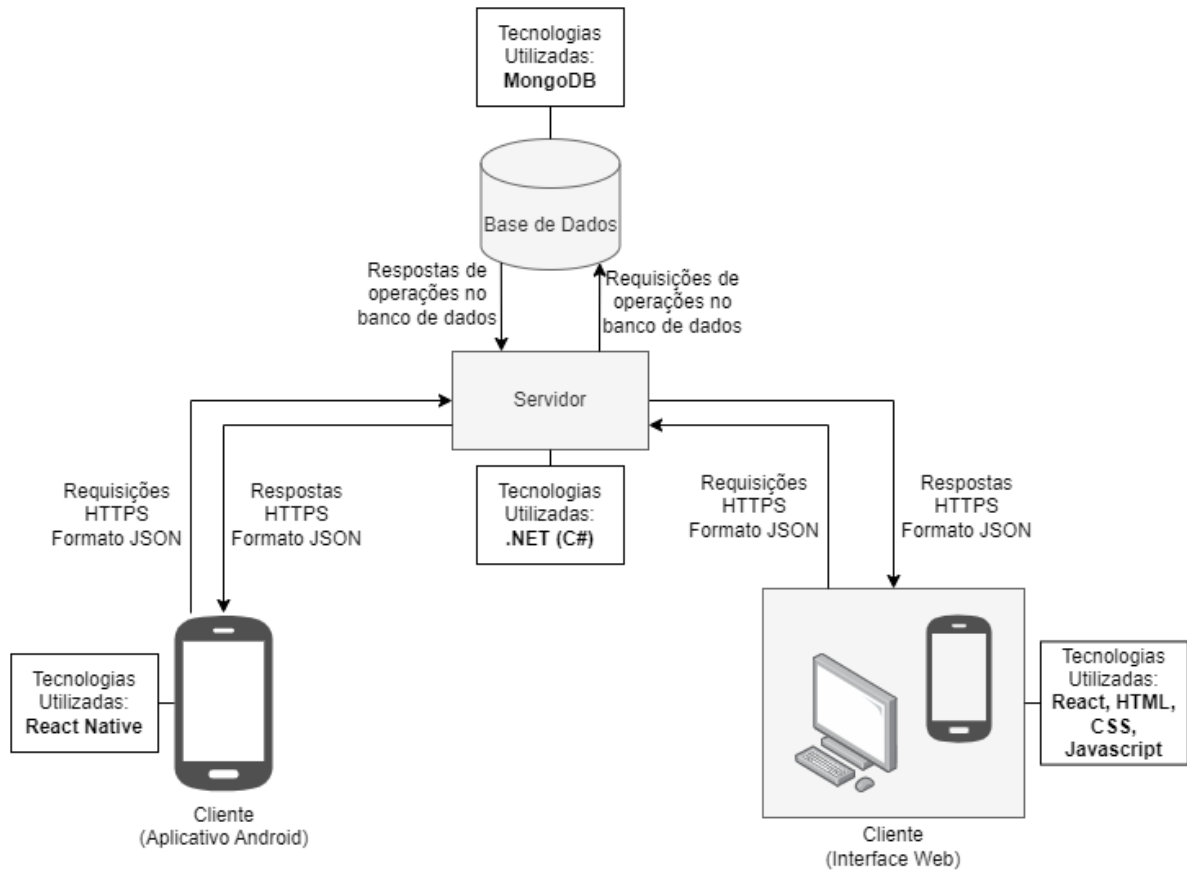 Tecnologias
Utilizadas:
MongoDB
Base de Dados
Respostas de
operações no
banco de dados
Requisições de
operações no
banco de dados
Servidor
Requisições
HTTPS
Formato JSON
Respostas
HTTPS
Formato JSON
Tecnologias
Utilizadas:
.NET (C#)
Requisições
HTTPS
Formato JSON
Respostas
HTTPS
Formato JSON
Tecnologias
Utilizadas:
React Native
Tecnologias
Utilizadas:
React, HTML,
CSS,
Javascript
Cliente
(Aplicativo Android)
Cliente
(Interface Web)